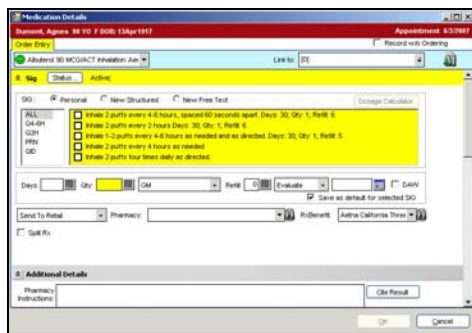 Medication Details
Dumont, Agnes 90 YO F DOB: 13Apr1917 Appointment 6/3/2007
Order Entry Record w/o Ordering
Albuterol 90 MCG/ACT Inhalation Aer Link to:
Sig Status... Active;
SIG: Personal New Structured New Free Text Dosage Calculator
ALL Inhale 2 puffs every 4-6 hours, spaced 60 seconds apart. Days: 30; Qty: 1; Refill: 6
Q4-6H Inhale 2 puffs every 2 hours Days: 30; Qty: 1; Refill: 6
Q2H Inhale 1-2 puffs every 4-6 hours as needed and as directed. Days: 30; Qty: 1; Refill: 5
PRN Inhale 2 puffs every 4 hours as needed
QID Inhale 2 puffs four times daily as directed.
Days: Qty: GM Refill: 0 Evaluate DAW
Save as default for selected SIG
Send To Retail Pharmacy: RxBenefit: Aetna California Three
Split Rx
Additional Details
Pharmacy Instructions: Cite Result
OK Cancel